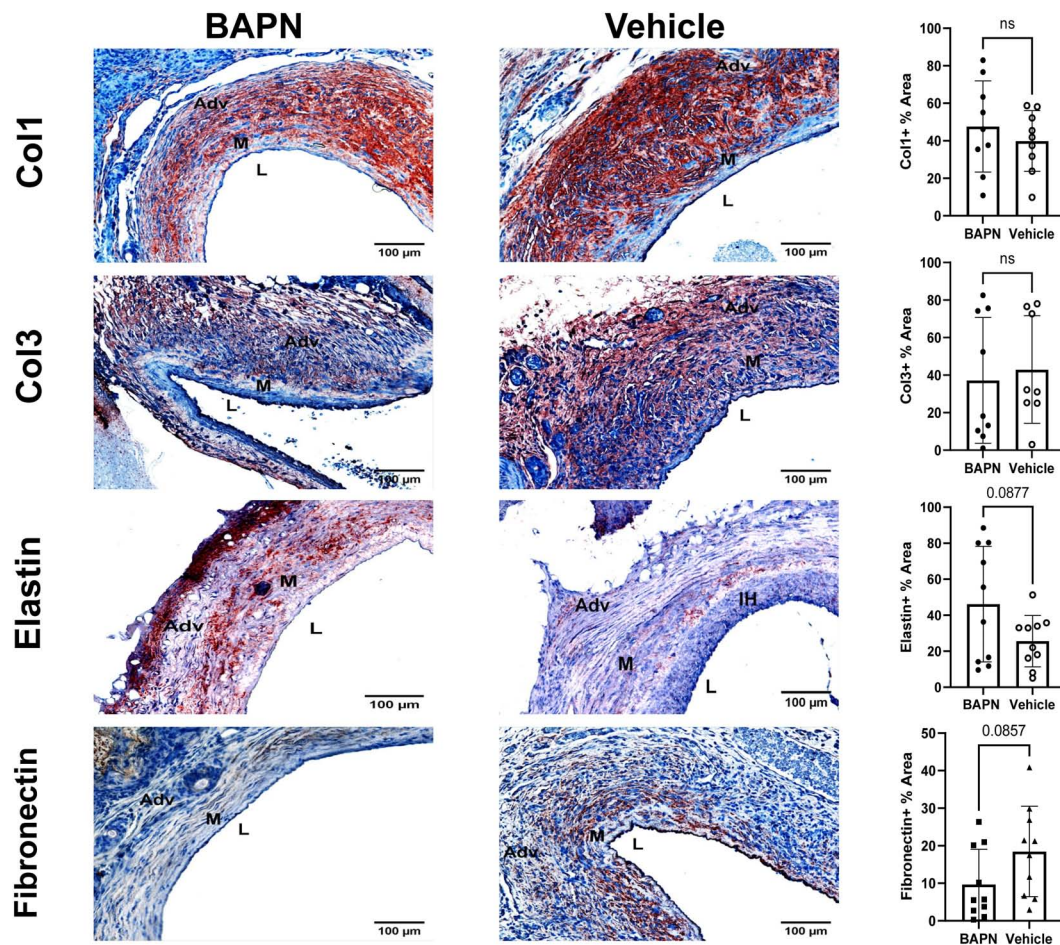 BAPN
Vehicle
Col1
Adv
M
L
100 µm
Adv
M
L
100 µm
Col1+ % Area
100
80
60
40
20
0
ns
BAPN
Vehicle
Col3
Adv
M
L
100 µm
Adv
M
L
100 µm
Col3+ % Area
100
80
60
40
20
0
ns
BAPN
Vehicle
Elastin
Adv
M
L
100 µm
Adv
IH
M
L
100 µm
Elastin+ % Area
100
80
60
40
20
0
0.0877
BAPN
Vehicle
Fibronectin
Adv
M
L
100 µm
Adv
M
L
100 µm
Fibronectin+ % Area
50
40
30
20
10
0
0.0857
BAPN
Vehicle